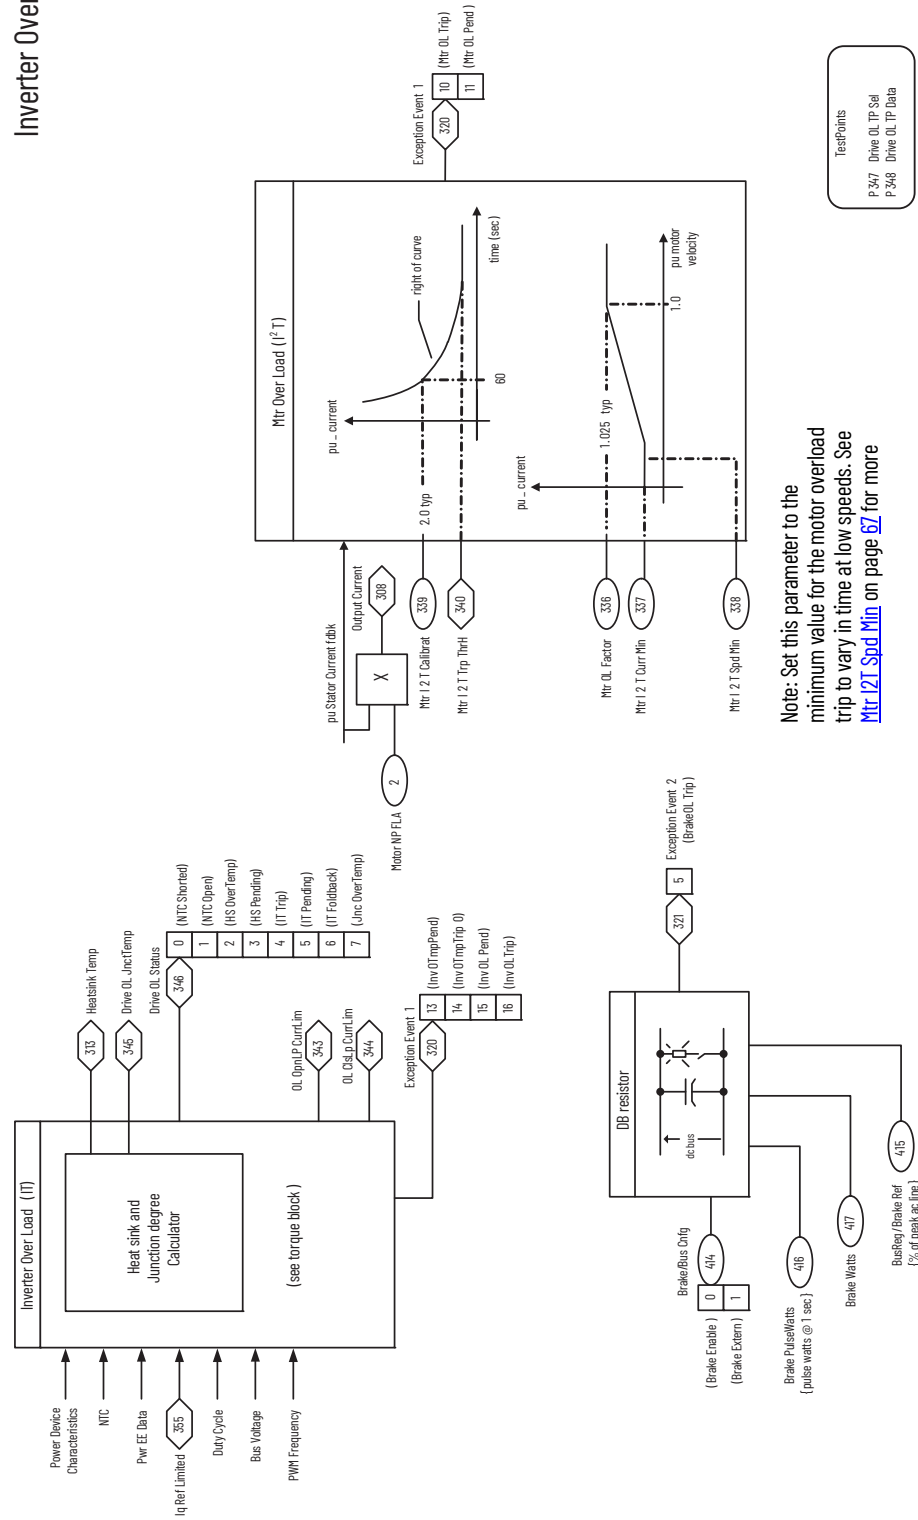 Inverter Over
Inverter Over Load (IT)
Heat sink and
Junction degree
Calculator
(see torque block)
Power Device
Characteristics
NTC
Pwr EE Data
Iq Ref Limited
355
Duty Cycle
Bus Voltage
PWM Frequency
313
Heatsink Temp
345
Drive OL JnctTemp
Drive OL Status
346
0 (NTC Shorted)
1 (NTC Open)
2 (HS OverTemp)
3 (HS Pending)
4 (IT Trip)
5 (IT Pending)
6 (IT Foldback)
7 (Jnc OverTemp)
OL OpnLP CurrLim
343
OL ClsLp CurrLim
344
Exception Event 1
320
13 (Inv OTmpPend)
14 (Inv OTmpTrip O)
15 (Inv OL Pend)
16 (Inv OLTrip)
Motor NP FLA
2
X
pu Stator Current fdbk
Output Current
308
Mtr I 2 T Calibrat
339
Mtr I 2 T Trp ThrH
340
Mtr OL Factor
336
Mtr I 2 T Curr Min
337
Mtr I 2 T Spd Min
338
Mtr Over Load (I² T)
pu _ current
2.0 typ
60
right of curve
time (sec)
pu _ current
1.025 typ
1.0
pu motor
velocity
Exception Event 1
320
10 (Mtr OL Trip)
11 (Mtr OL Pend)
DB resistor
dc bus
Brake/Bus Cnfg
414
0 (Brake Enable)
1 (Brake Extern)
Brake PulseWatts
{pulse watts @ 1 sec}
416
Brake Watts
417
BusReg/Brake Ref
{% of peak ac line}
415
Exception Event 2
321
5 (BrakeOL Trip)
Note: Set this parameter to the
minimum value for the motor overload
trip to vary in time at low speeds. See
Mtr I2T Spd Min on page 67 for more
TestPoints
P 347 Drive OL TP Sel
P 348 Drive OL TP Data